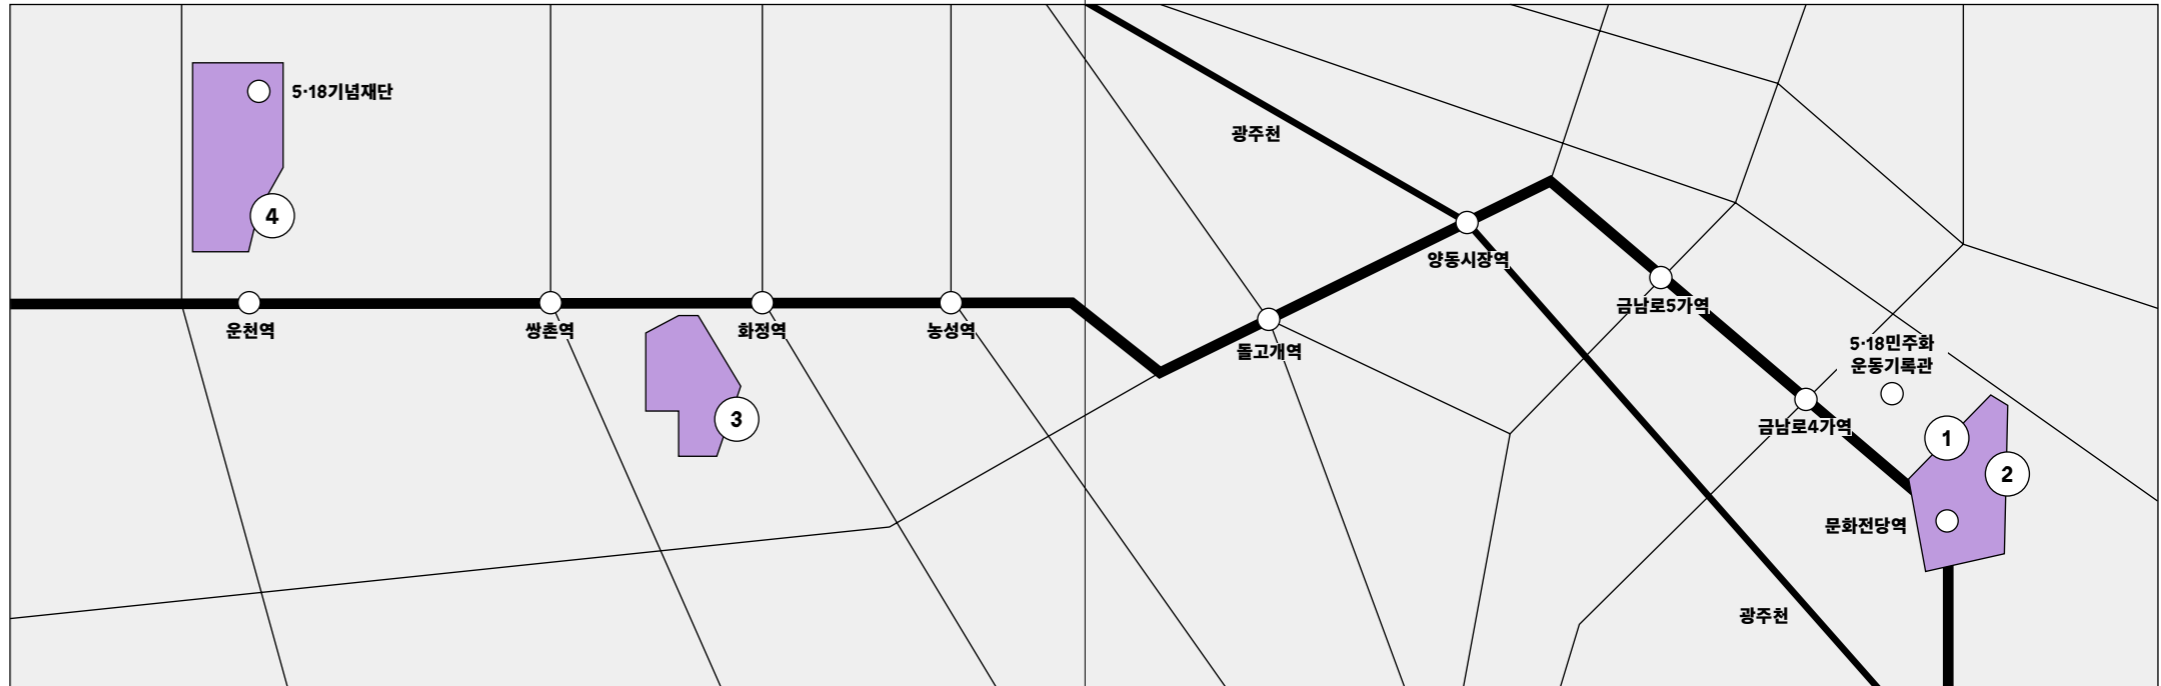 5·18기념재단
광주천
4
양동시장역
금남로5가역
운천역
쌍촌역
화정역
농성역
돌고개역
5·18민주화
운동기록관
3
금남로4가역
1
2
문화전당역
광주천